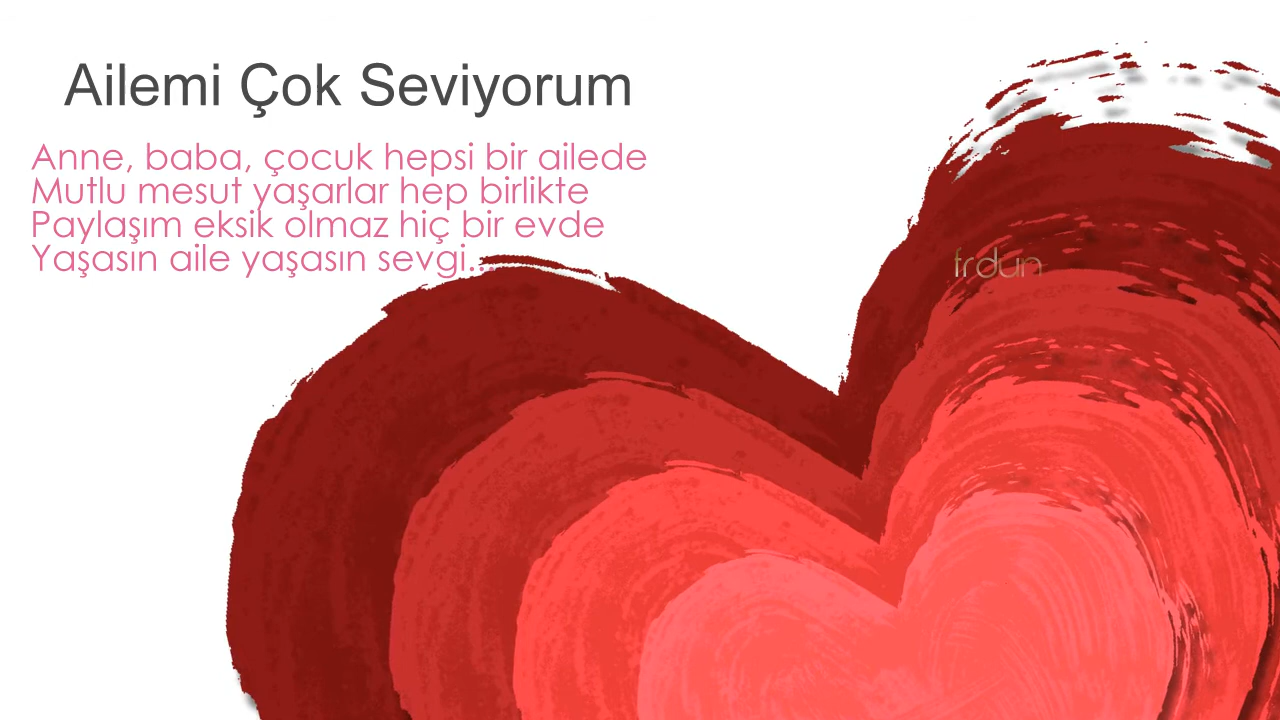 Ailemi Çok Seviyorum
Anne, baba, çocuk hepsi bir ailede
Mutlu mesut yaşarlar hep birlikte
Paylaşım eksik olmaz hiç bir evde
Yaşasın aile yaşasın sevgi....
frdun